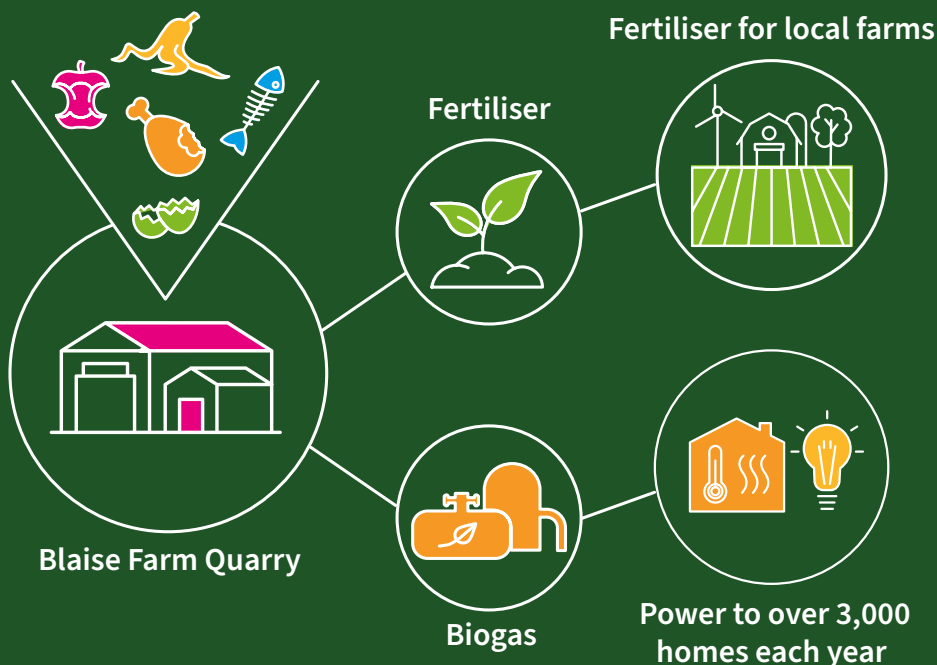 Fertiliser for local farms
Fertiliser
Blaise Farm Quarry
Biogas
Power to over 3,000
homes each year